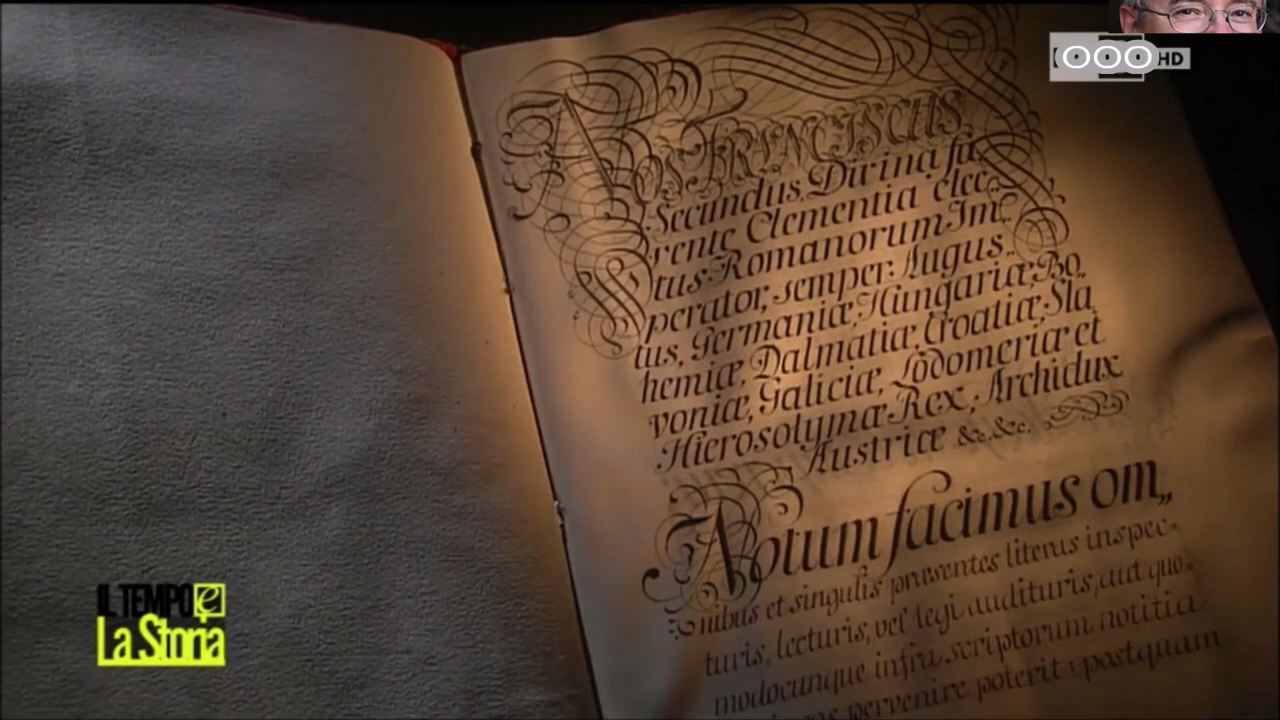 HD
NOS FRANCISCUS
Secundus, Divina fa
vente Clementia elec„
tus Romanorum Im„
perator, semper Augus„
tus, Germaniæ, Hungariæ, Bo„
hemiæ, Dalmatiæ, Croatiæ, Sla
voniæ, Galiciæ, Lodomeriæ et
Hierosolymæ Rex, Archidux
Austriæ &c. &c.
Notum facimus om„
nibus et singulis præsentes literas inspec„
turis, lecturis, vel legi audituris, aut quo„
modocunque infra scriptorum notitia
pervenire poterit: postquam
IL TEMPO e
La Storia